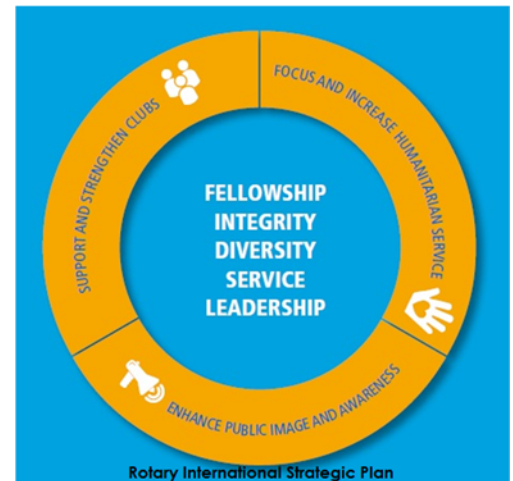 SUPPORT AND STRENGTHEN CLUBS
FOCUS AND INCREASE HUMANITARIAN SERVICE
FELLOWSHIP
INTEGRITY
DIVERSITY
SERVICE
LEADERSHIP
ENHANCE PUBLIC IMAGE AND AWARENESS
Rotary International Strategic Plan